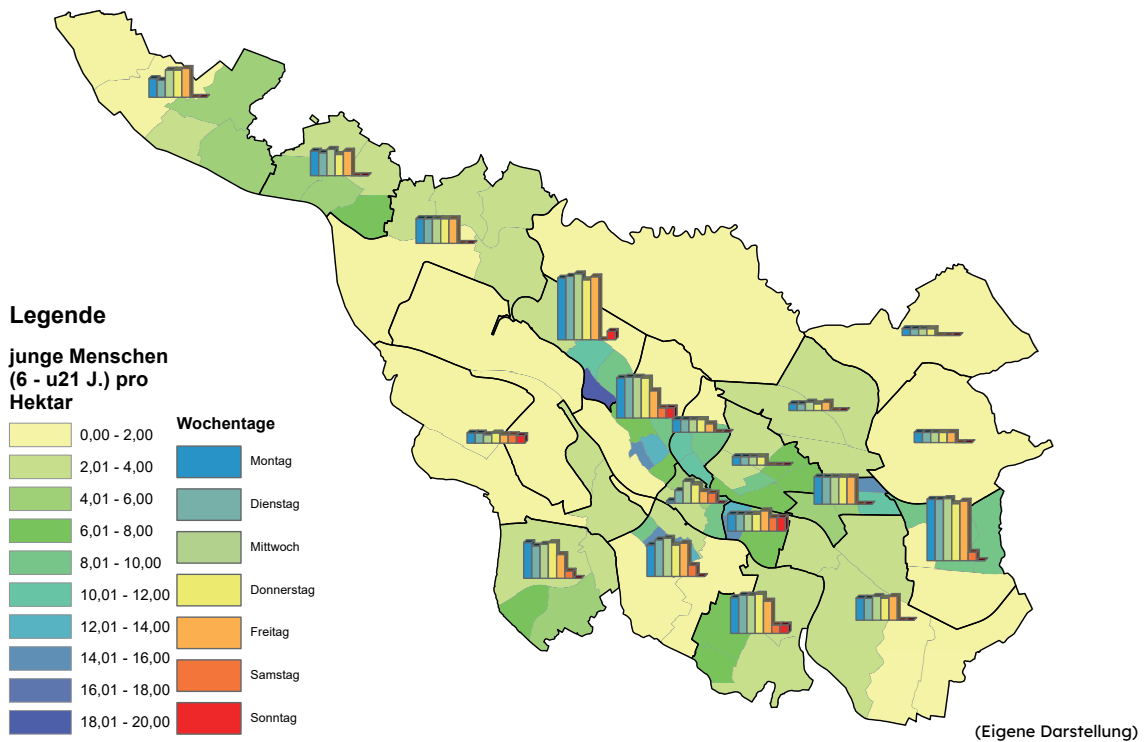 Legende
junge Menschen
(6 - u21 J.) pro
Hektar
0,00 - 2,00
2,01 - 4,00
4,01 - 6,00
6,01 - 8,00
8,01 - 10,00
10,01 - 12,00
12,01 - 14,00
14,01 - 16,00
16,01 - 18,00
18,01 - 20,00
Wochentage
Montag
Dienstag
Mittwoch
Donnerstag
Freitag
Samstag
Sonntag
(Eigene Darstellung)